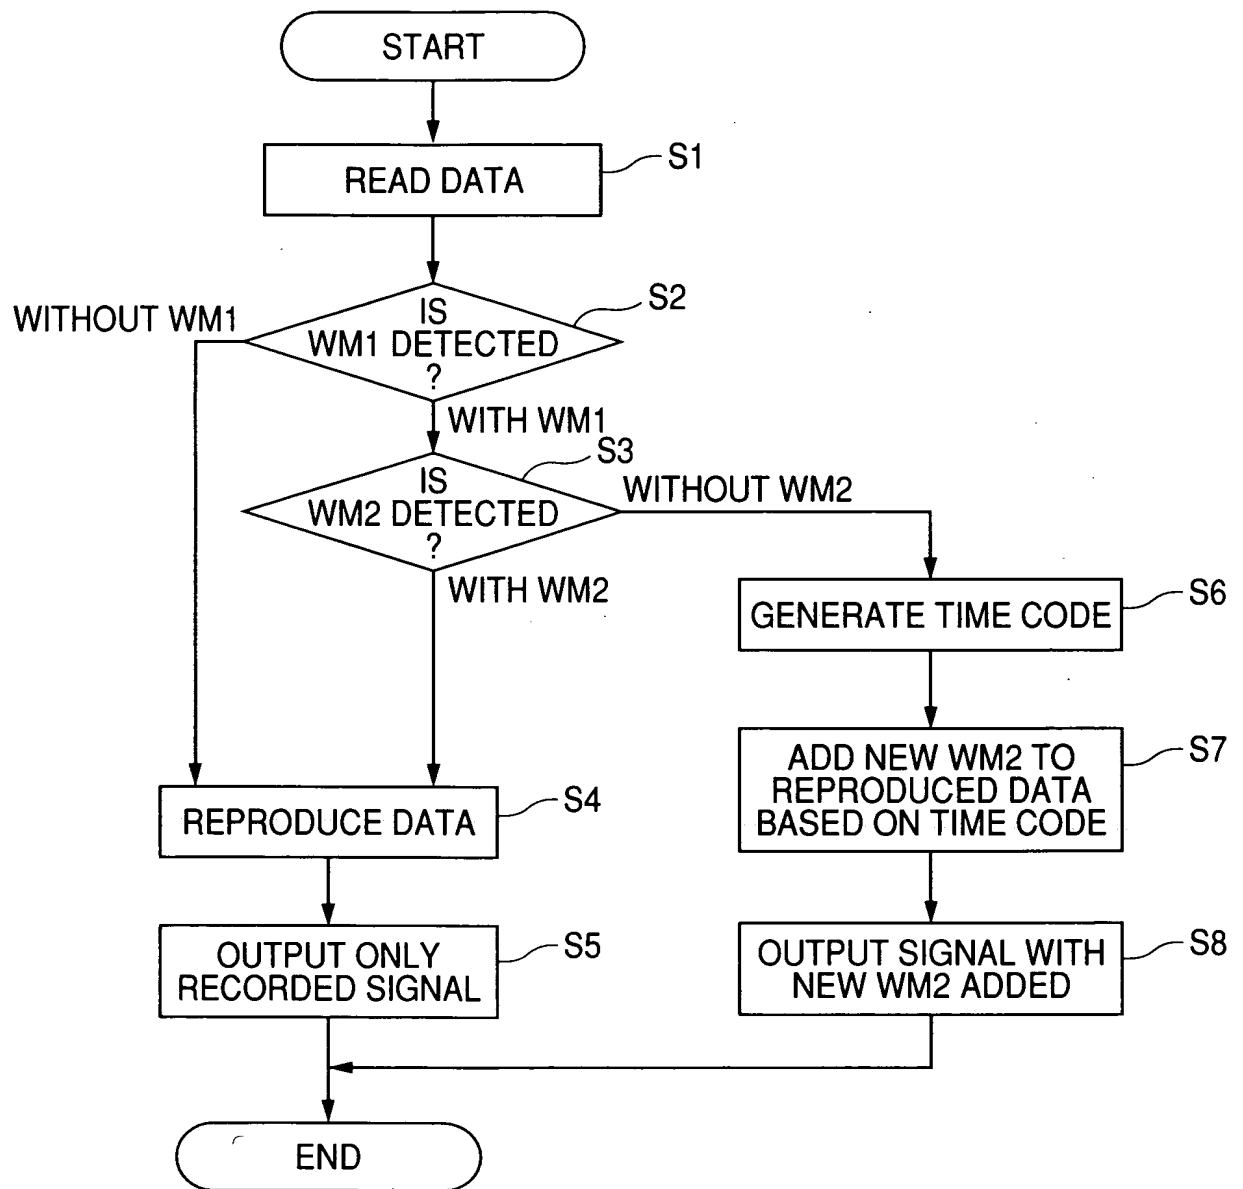 START
READ DATA
S1
IS
WM1 DETECTED
?
S2
WITHOUT WM1
WITH WM1
IS
WM2 DETECTED
?
S3
WITHOUT WM2
WITH WM2
GENERATE TIME CODE
S6
ADD NEW WM2 TO
REPRODUCED DATA
BASED ON TIME CODE
S7
REPRODUCE DATA
S4
OUTPUT ONLY
RECORDED SIGNAL
S5
OUTPUT SIGNAL WITH
NEW WM2 ADDED
S8
END